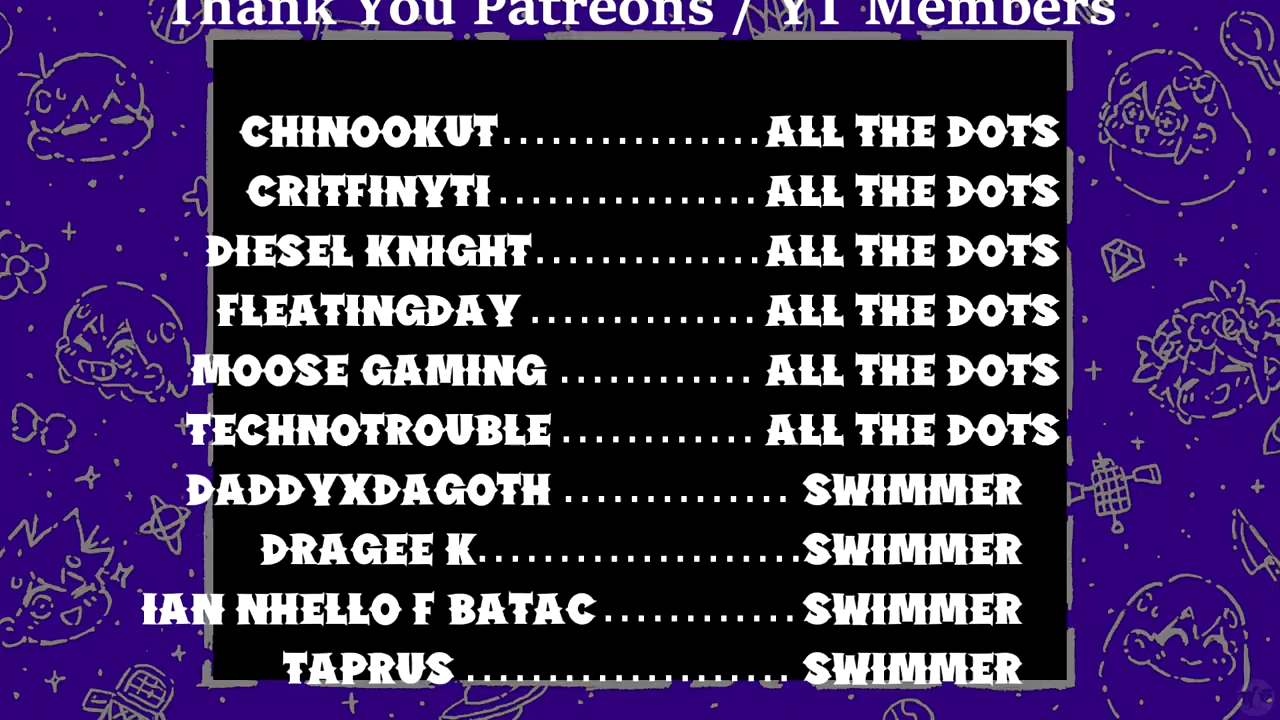 Thank You Patreons / YT Members
CHINOOKUT................ALL THE DOTS
CRITFINYTI ................ALL THE DOTS
DIESEL KNIGHT..............ALL THE DOTS
FLEATINGDAY .............. ALL THE DOTS
MOOSE GAMING ............ ALL THE DOTS
TECHNOTROUBLE ............ ALL THE DOTS
DADDYXDAGOTH .............. SWIMMER
DRAGEE K....................SWIMMER
IAN NHELLO F BATAC............SWIMMER
TAPRUS .................... SWIMMER